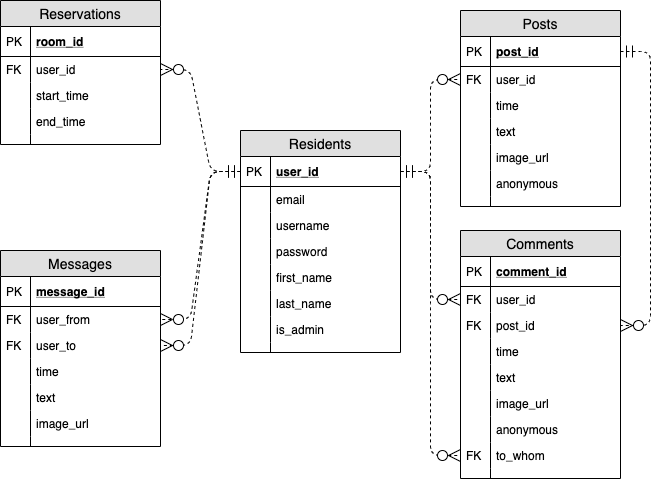 Reservations
PK room_id
FK user_id
start_time
end_time
Messages
PK message_id
FK user_from
FK user_to
time
text
image_url
Residents
PK user_id
email
username
password
first_name
last_name
is_admin
Posts
PK post_id
FK user_id
time
text
image_url
anonymous
Comments
PK comment_id
FK user_id
FK post_id
time
text
image_url
anonymous
FK to_whom